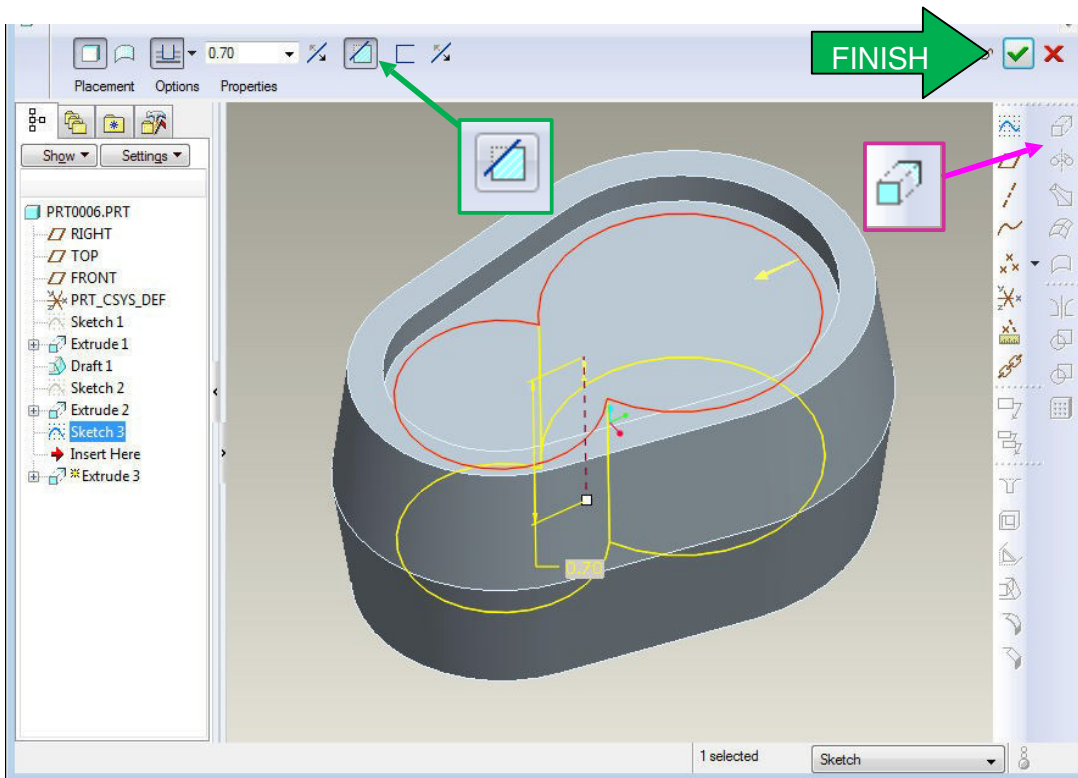 0.70
FINISH
Placement Options Properties
Show Settings
PRT0006.PRT
RIGHT
TOP
FRONT
PRT_CSYS_DEF
Sketch 1
Extrude 1
Draft 1
Sketch 2
Extrude 2
Sketch 3
Insert Here
Extrude 3
0.70
1 selected
Sketch